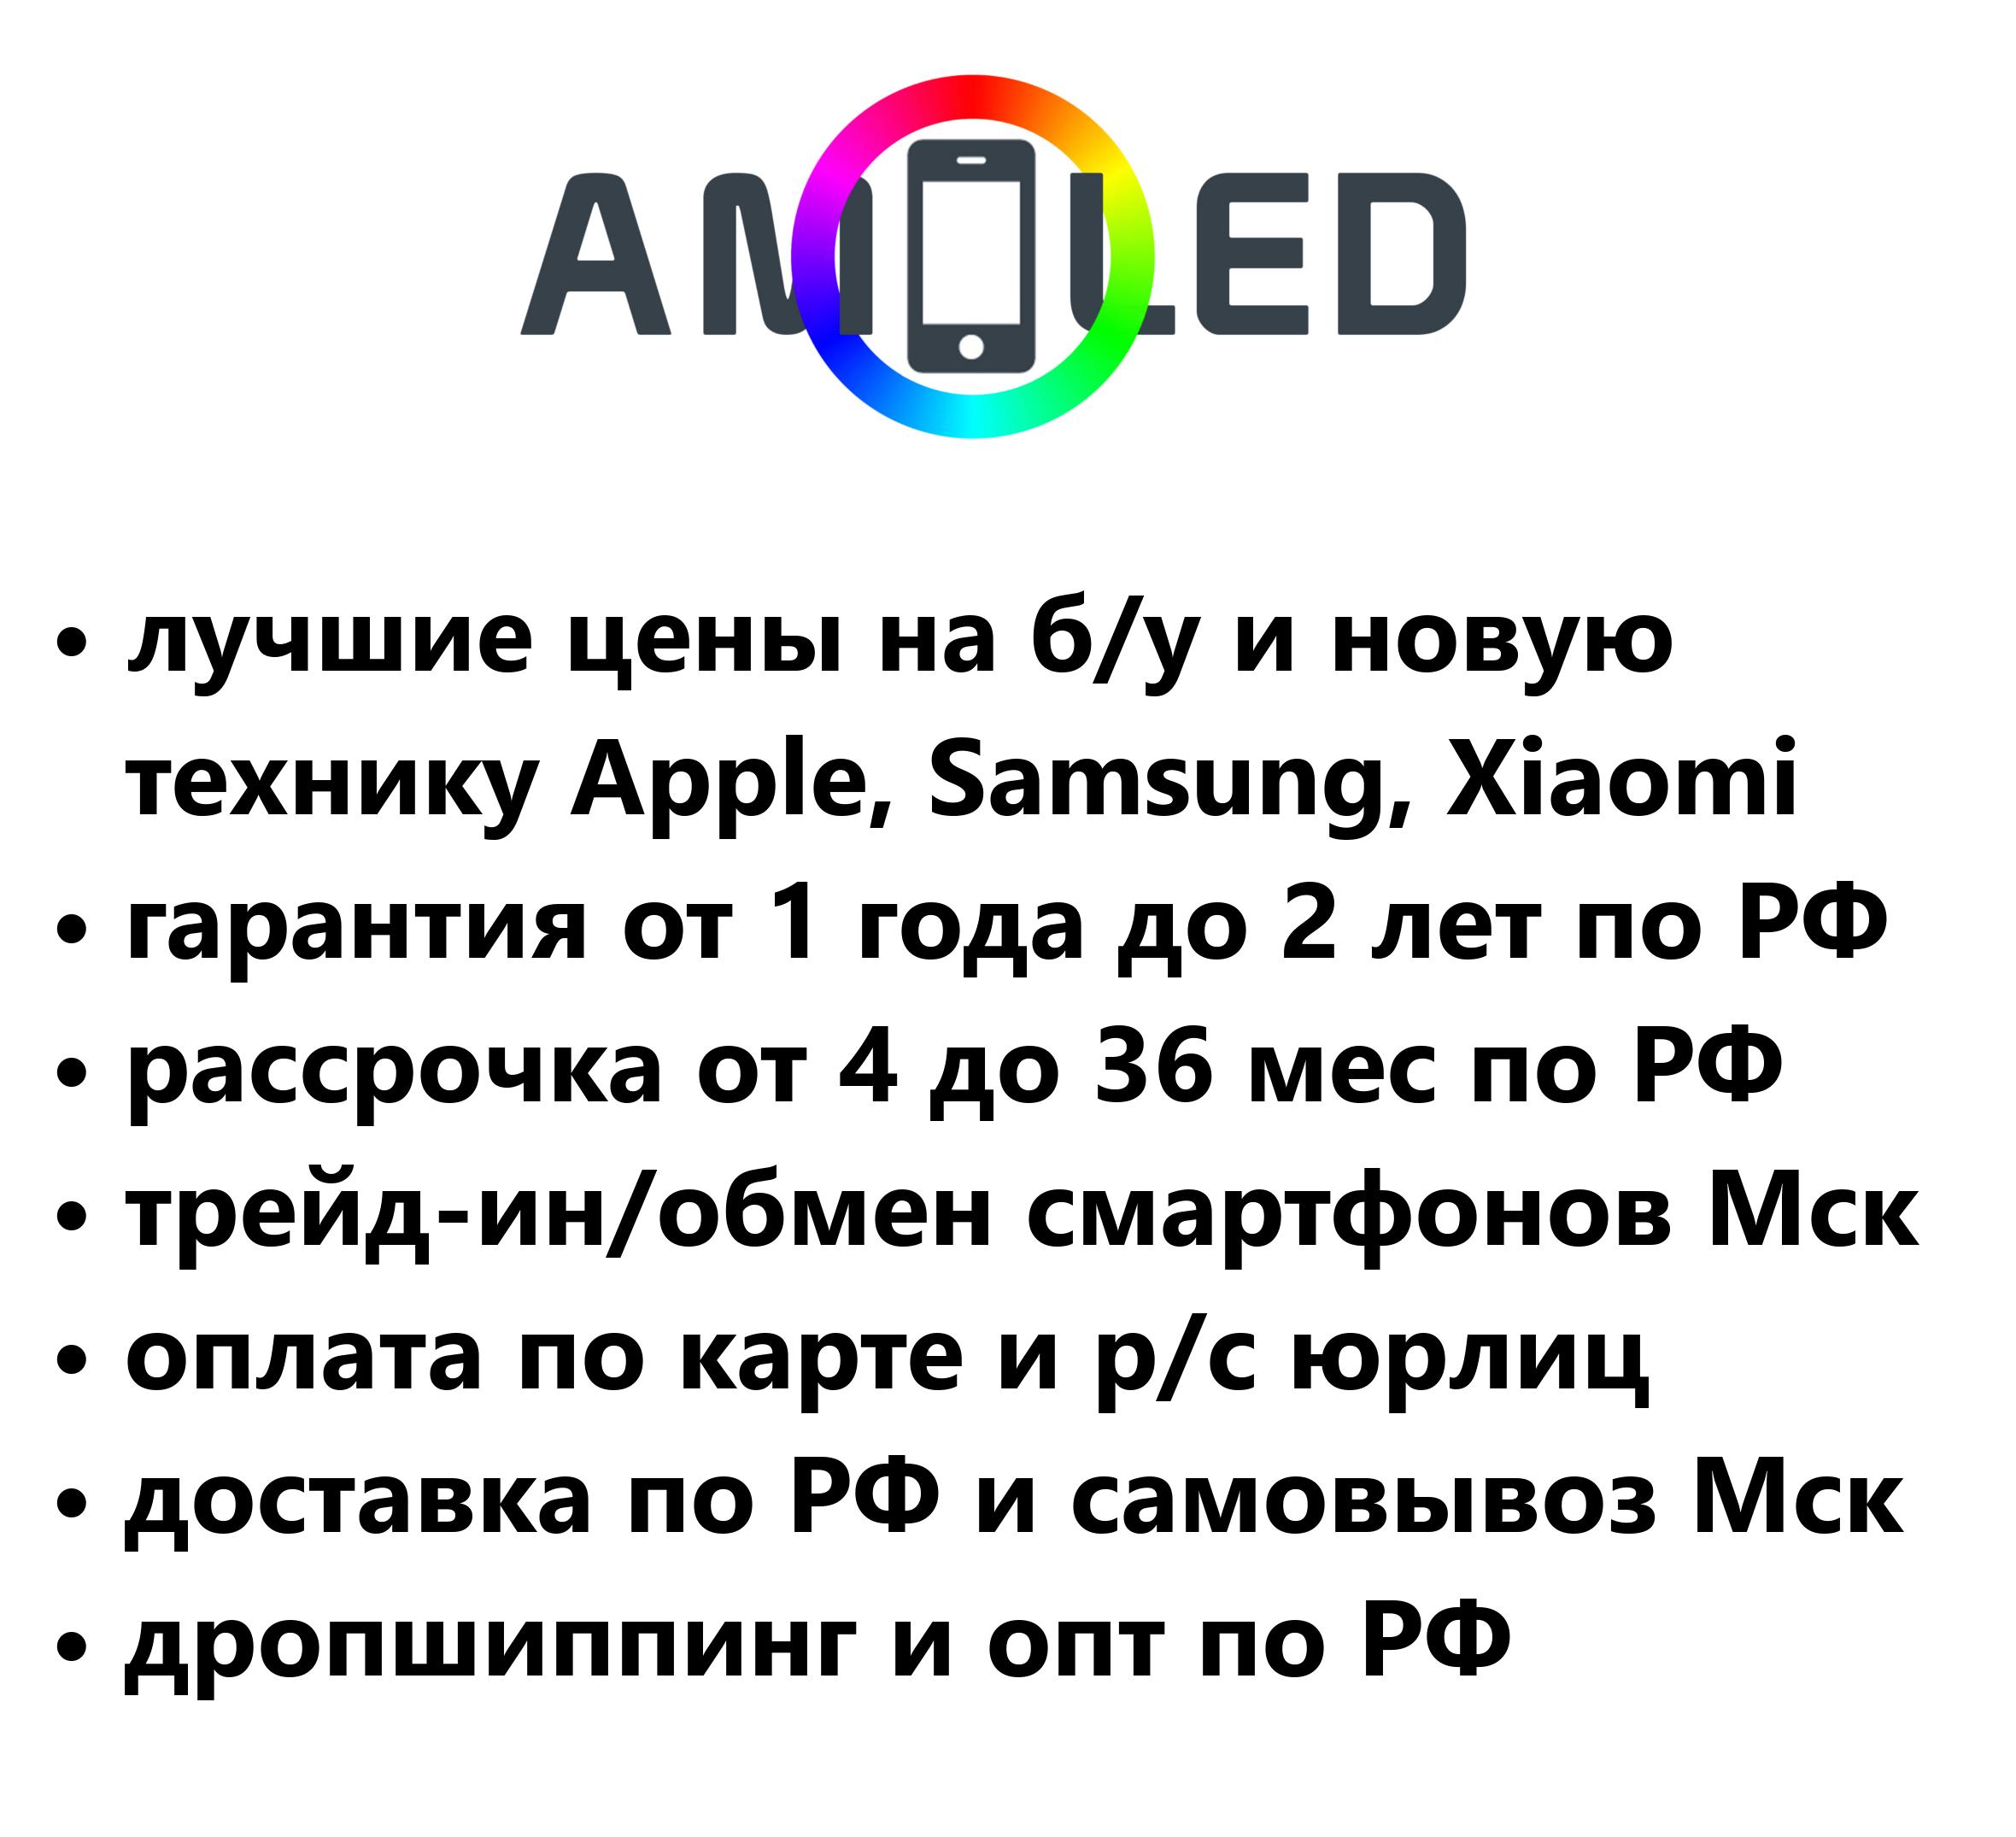 AMOLED
• лучшие цены на б/у и новую
технику Apple, Samsung, Xiaomi
• гарантия от 1 года до 2 лет по РФ
• рассрочка от 4 до 36 мес по РФ
• трейд-ин/обмен смартфонов Мск
• оплата по карте и р/с юрлиц
• доставка по РФ и самовывоз Мск
• дропшиппинг и опт по РФ